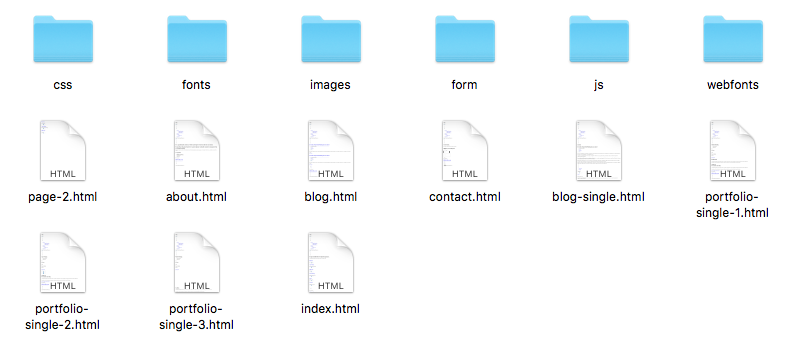 css
fonts
images
form
js
webfonts
HTML
HTML
HTML
HTML
HTML
HTML
page-2.html
about.html
blog.html
contact.html
blog-single.html
portfolio-
single-1.html
HTML
HTML
HTML
portfolio-
single-2.html
portfolio-
single-3.html
index.html